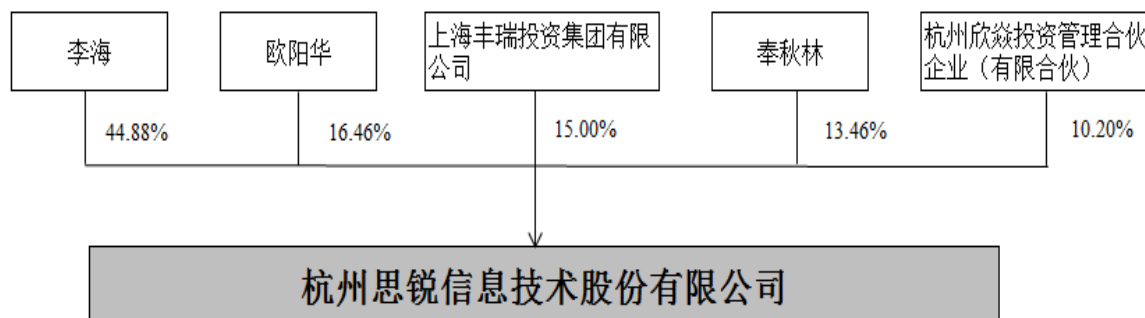 李海
欧阳华
上海丰瑞投资集团有限
公司
奉秋林
杭州欣焱投资管理合伙
企业（有限合伙）
44.88%
16.46%
15.00%
13.46%
10.20%
杭州思锐信息技术股份有限公司